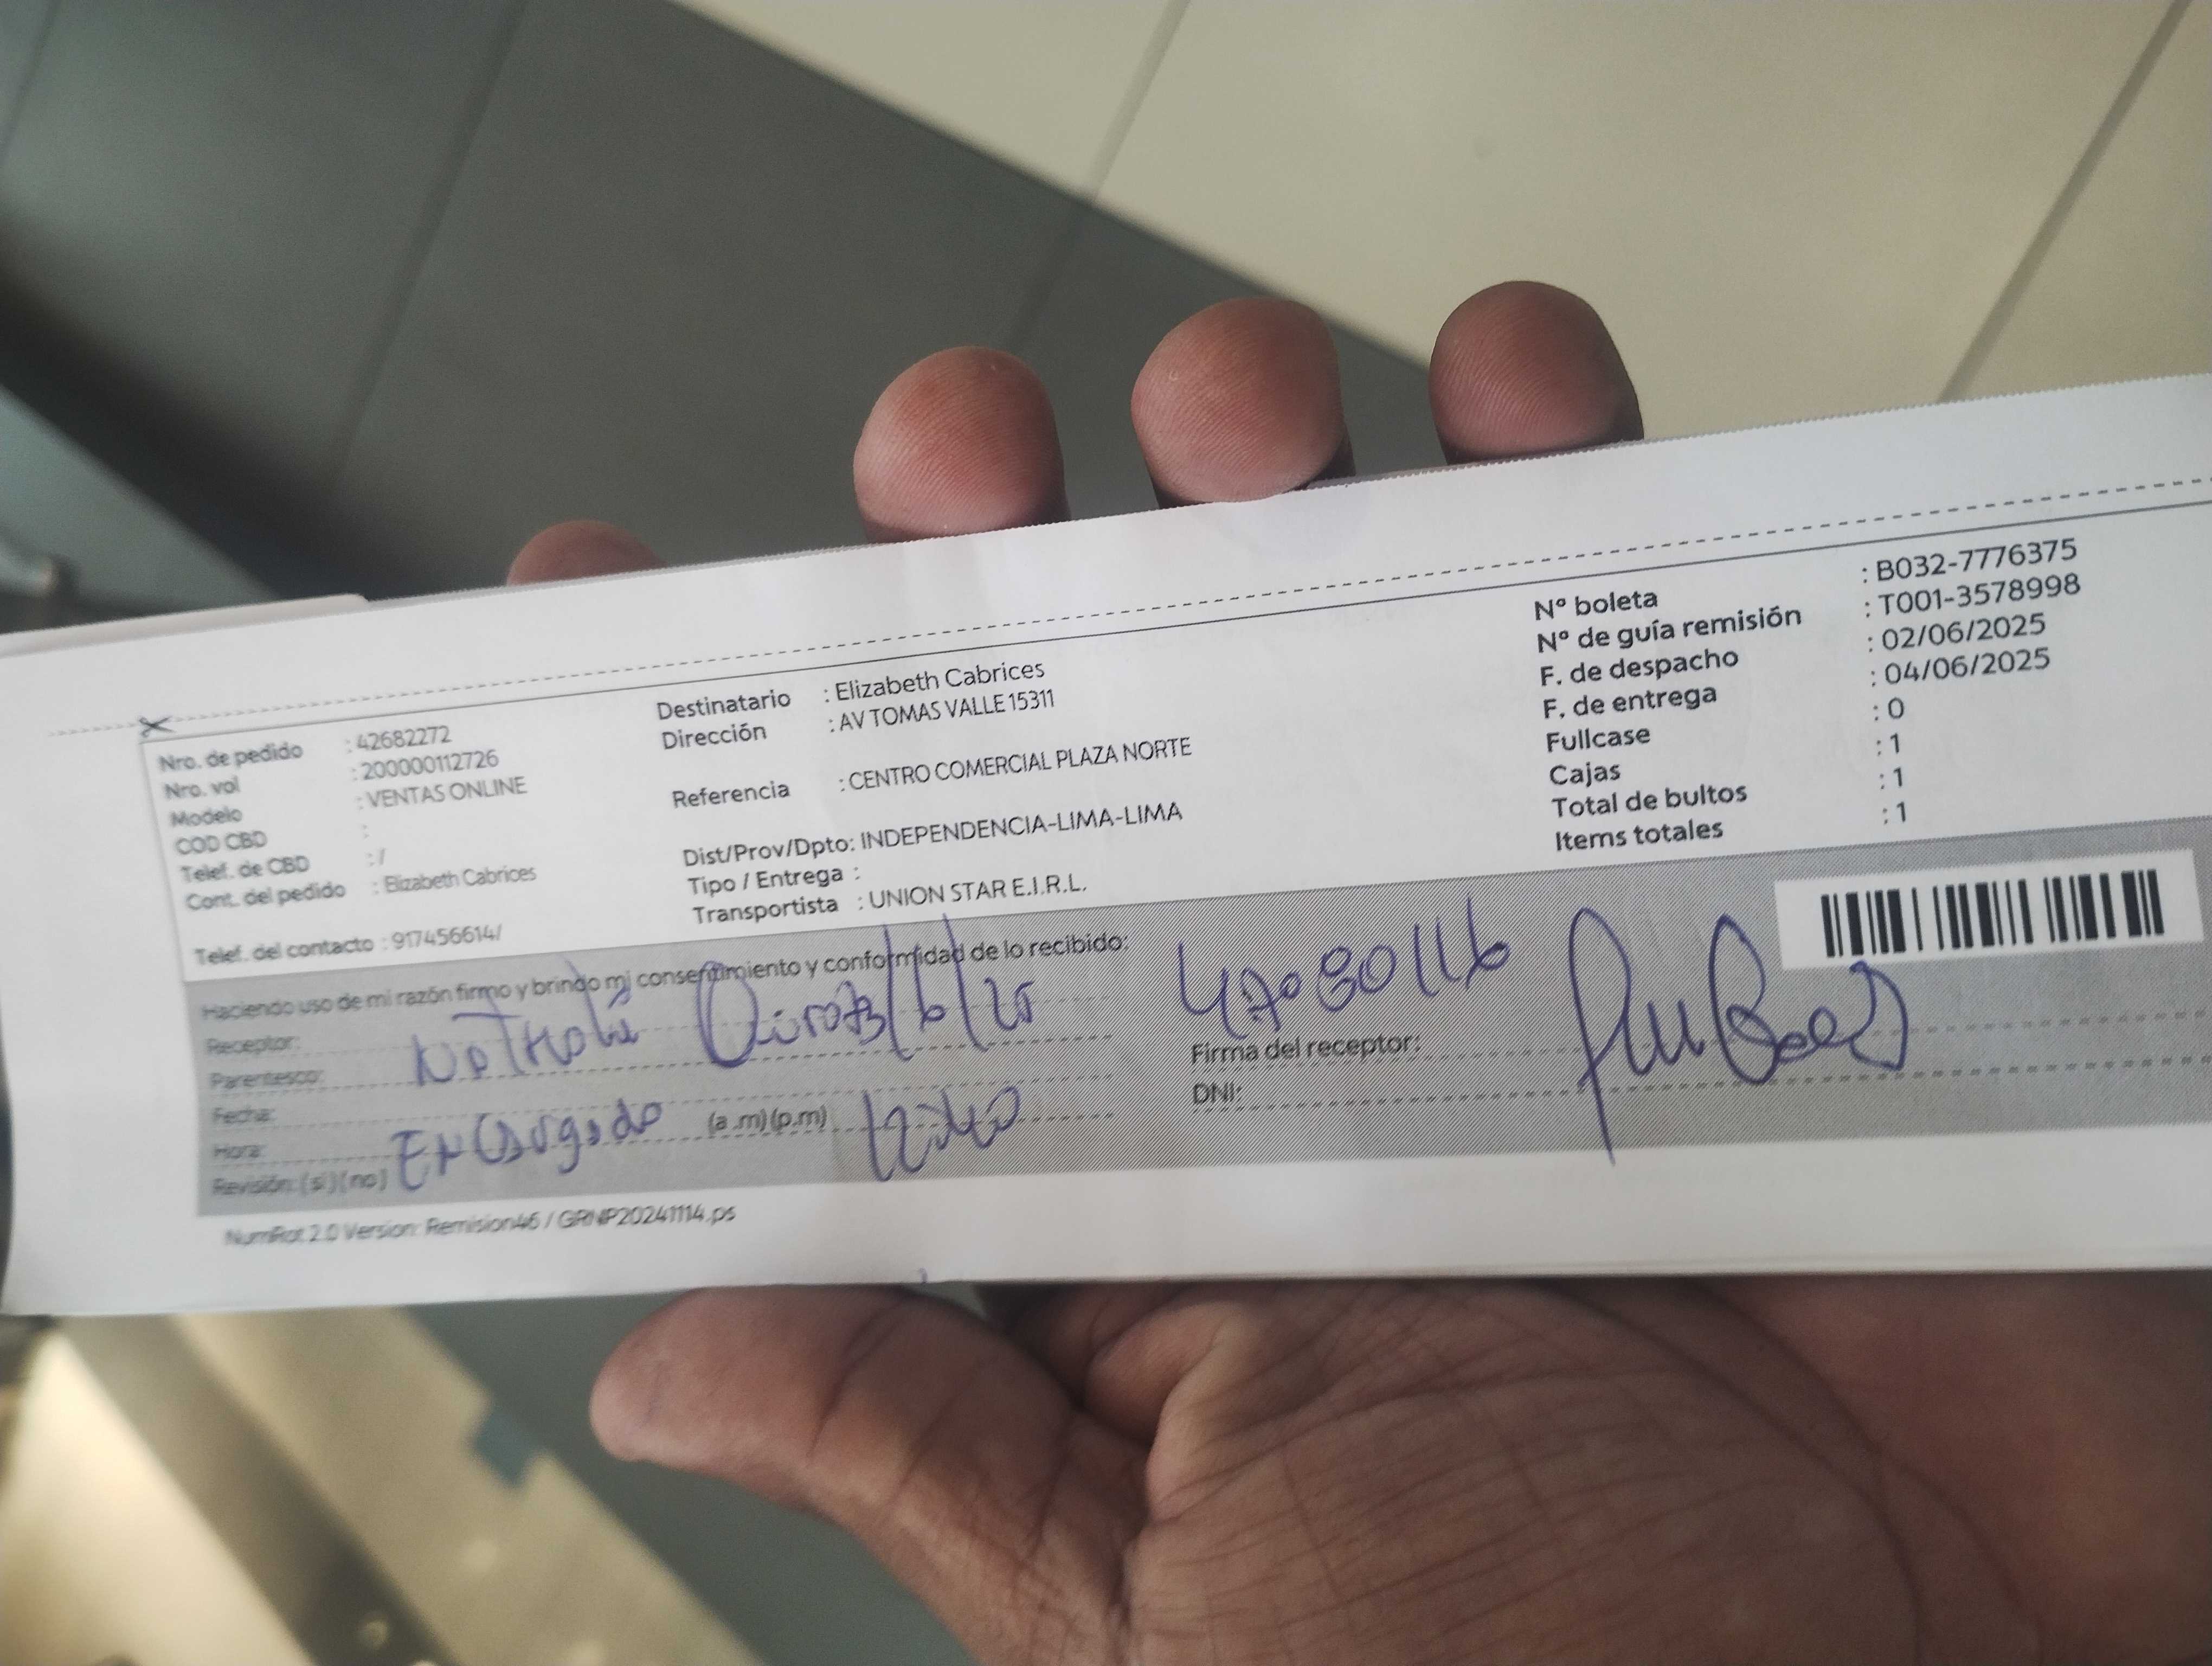 Nro. de pedido : 42682272
Nro. vol : 200000112726
Modelo : VENTAS ONLINE
COD CBD :
Telef. de CBD : /
Cont. del pedido : Elizabeth Cabrices
Telef. del contacto : 917456614/
Destinatario : Elizabeth Cabrices
Dirección : AV TOMAS VALLE 15311
Referencia : CENTRO COMERCIAL PLAZA NORTE
Dist/Prov/Dpto: INDEPENDENCIA-LIMA-LIMA
Tipo / Entrega :
Transportista : UNION STAR E.I.R.L.
Nº boleta : B032-7776375
Nº de guía remisión : T001-3578998
F. de despacho : 02/06/2025
F. de entrega : 04/06/2025
Fullcase : 0
Cajas : 1
Total de bultos : 1
Items totales : 1
Haciendo uso de mi razón firmo y brindo mi consentimiento y conformidad de lo recibido:
Receptor:
Parentesco:
Fecha:
Hora: (a.m)(p.m)
Revisión: (si)(no)
Encargado
Firma del receptor:
DNI:
NumRot 2.0 Version: Remision46 / GRNP20241114.ps